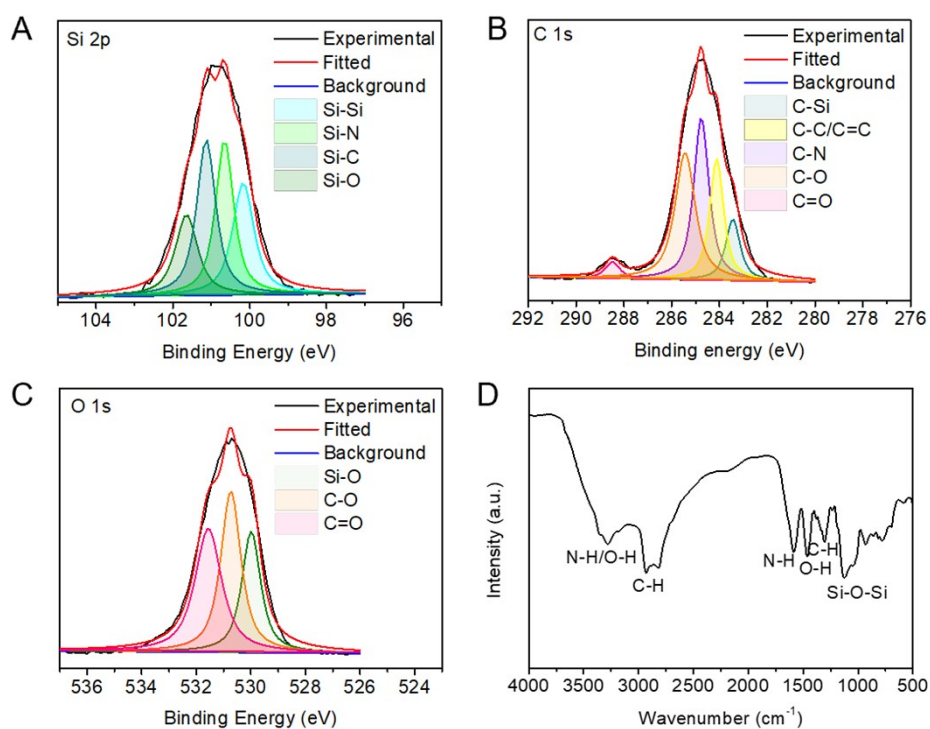 A
Si 2p
Experimental
Fitted
Background
Si-Si
Si-N
Si-C
Si-O
104 102 100 98 96
Binding Energy (eV)
B
C 1s
Experimental
Fitted
Background
C-Si
C-C/C=C
C-N
C-O
C=O
292 290 288 286 284 282 280 278 276
Binding energy (eV)
C
O 1s
Experimental
Fitted
Background
Si-O
C-O
C=O
536 534 532 530 528 526 524
Binding Energy (eV)
D
Intensity (a.u.)
N-H/O-H
C-H
N-H
C-H
O-H
Si-O-Si
4000 3500 3000 2500 2000 1500 1000 500
Wavenumber (cm⁻¹)